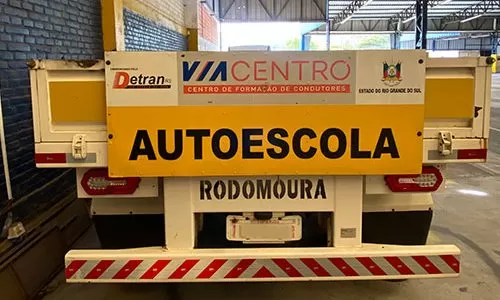 Detran RS
VIA CENTRO
CENTRO DE FORMAÇÃO DE CONDUTORES
ESTADO DO RIO GRANDE DO SUL
AUTOESCOLA
RODOMOURA